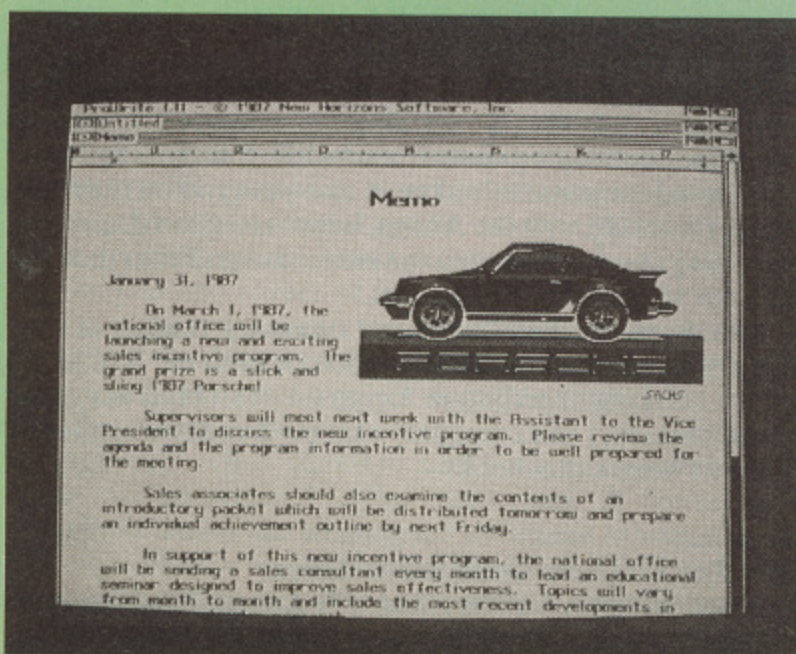 ProWrite 1.1 - © 1987 New Horizons Software, Inc.
Untitled
Memo
11 12 13 14 15 16 17
Memo
January 31, 1987
On March 1, 1987, the
national office will be
launching a new and exciting
sales incentive program. The
grand prize is a slick and
shiny 1987 Porsche!
PORSCHE
SACHS
Supervisors will meet next week with the Assistant to the Vice
President to discuss the new incentive program. Please review the
agenda and the program information in order to be well prepared for
the meeting.
Sales associates should also examine the contents of an
introductory packet which will be distributed tomorrow and prepare
an individual achievement outline by next Friday.
In support of this new incentive program, the national office
will be sending a sales consultant every month to lead an educational
seminar designed to improve sales effectiveness. Topics will vary
from month to month and include the most recent developments in